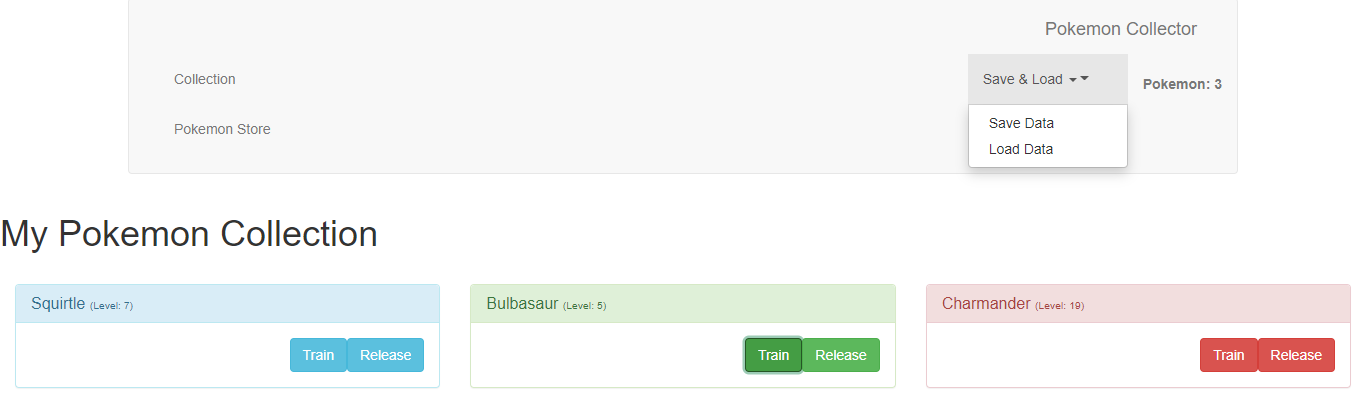 Pokemon Collector
Collection
Save & Load
Pokemon: 3
Pokemon Store
Save Data
Load Data
My Pokemon Collection
Squirtle (Level: 7)
Train Release
Bulbasaur (Level: 5)
Train Release
Charmander (Level: 19)
Train Release